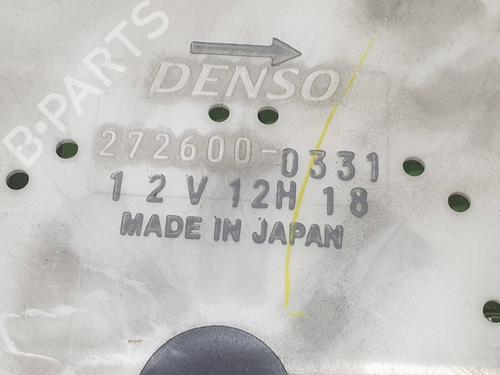 DENSO
272600-0331
12V 12H 18
MADE IN JAPAN
B-PARTS